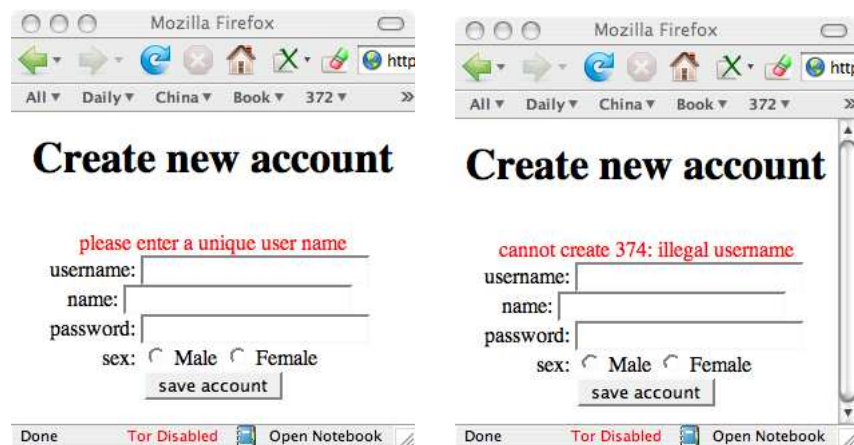 Mozilla Firefox
http
All Daily China Book 372 »
Create new account
please enter a unique user name
username:
name:
password:
sex: Male Female
save account
Done Tor Disabled Open Notebook
Mozilla Firefox
http
All Daily China Book 372 »
Create new account
cannot create 374: illegal username
username:
name:
password:
sex: Male Female
save account
Done Tor Disabled Open Notebook